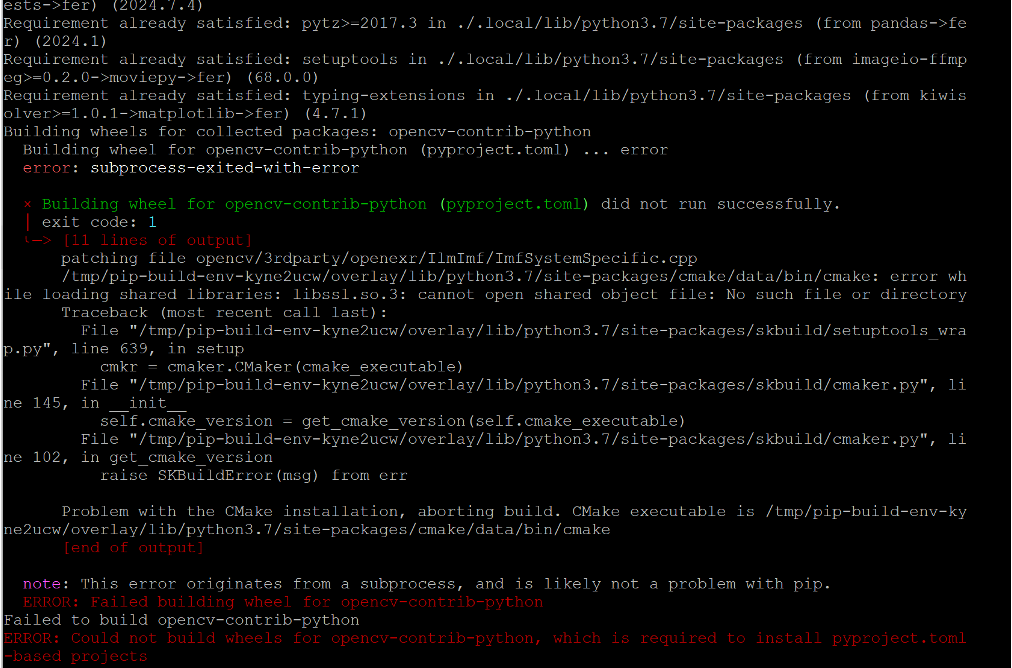 ests->fer) (2024.7.4)
Requirement already satisfied: pytz>=2017.3 in ./.local/lib/python3.7/site-packages (from pandas->fe
r) (2024.1)
Requirement already satisfied: setuptools in ./.local/lib/python3.7/site-packages (from imageio-ffmp
eg>=0.2.0->moviepy->fer) (68.0.0)
Requirement already satisfied: typing-extensions in ./.local/lib/python3.7/site-packages (from kiwis
olver>=1.0.1->matplotlib->fer) (4.7.1)
Building wheels for collected packages: opencv-contrib-python
  Building wheel for opencv-contrib-python (pyproject.toml) ... error
  error: subprocess-exited-with-error

  × Building wheel for opencv-contrib-python (pyproject.toml) did not run successfully.
  │ exit code: 1
  ╰─> [11 lines of output]
      patching file opencv/3rdparty/openexr/IlmImf/ImfSystemSpecific.cpp
      /tmp/pip-build-env-kyne2ucw/overlay/lib/python3.7/site-packages/cmake/data/bin/cmake: error wh
ile loading shared libraries: libssl.so.3: cannot open shared object file: No such file or directory
      Traceback (most recent call last):
        File "/tmp/pip-build-env-kyne2ucw/overlay/lib/python3.7/site-packages/skbuild/setuptools_wra
p.py", line 639, in setup
          cmkr = cmaker.CMaker(cmake_executable)
        File "/tmp/pip-build-env-kyne2ucw/overlay/lib/python3.7/site-packages/skbuild/cmaker.py", li
ne 145, in __init__
          self.cmake_version = get_cmake_version(self.cmake_executable)
        File "/tmp/pip-build-env-kyne2ucw/overlay/lib/python3.7/site-packages/skbuild/cmaker.py", li
ne 102, in get_cmake_version
          raise SKBuildError(msg) from err

      Problem with the CMake installation, aborting build. CMake executable is /tmp/pip-build-env-ky
ne2ucw/overlay/lib/python3.7/site-packages/cmake/data/bin/cmake
      [end of output]

  note: This error originates from a subprocess, and is likely not a problem with pip.
  ERROR: Failed building wheel for opencv-contrib-python
Failed to build opencv-contrib-python
ERROR: Could not build wheels for opencv-contrib-python, which is required to install pyproject.toml
-based projects